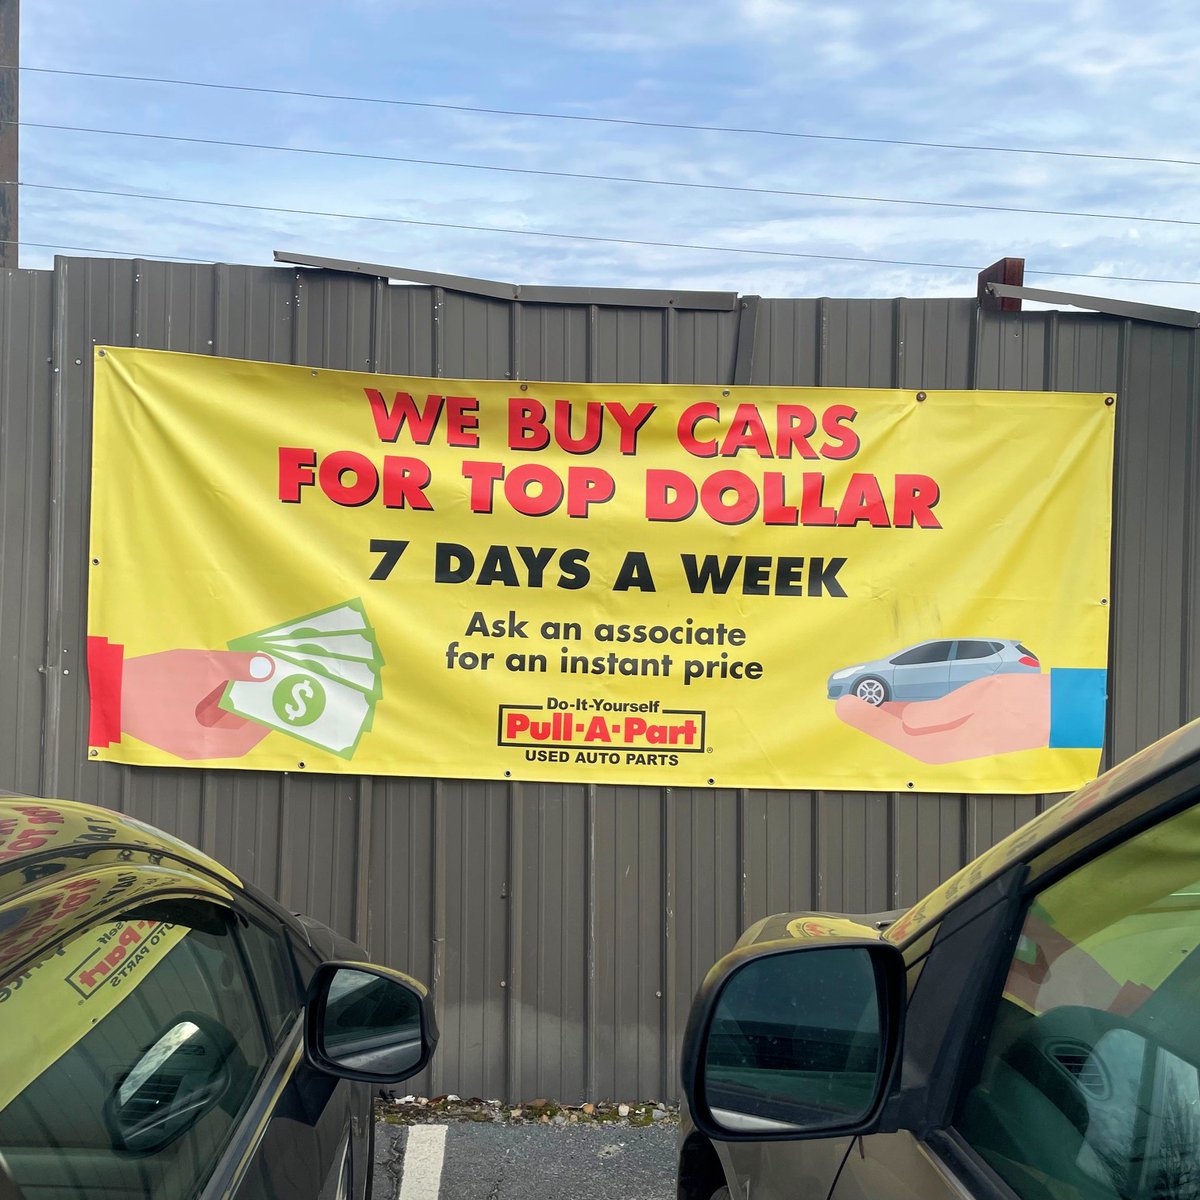 WE BUY CARS
FOR TOP DOLLAR
7 DAYS A WEEK
Ask an associate
for an instant price
$
Do-It-Yourself
Pull-A-Part®
USED AUTO PARTS